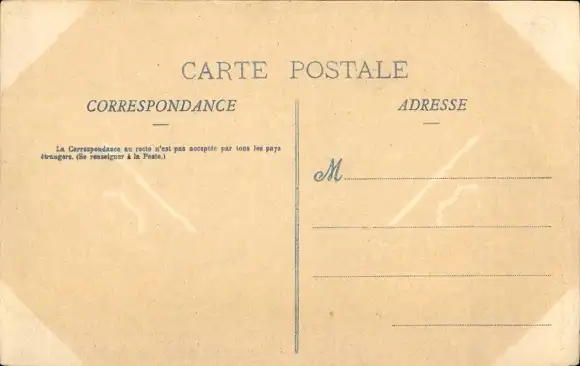 CARTE POSTALE
CORRESPONDANCE
ADRESSE
La Correspondance au recto n'est pas acceptée par tous les pays
étrangers. (Se renseigner à la Poste.)
M